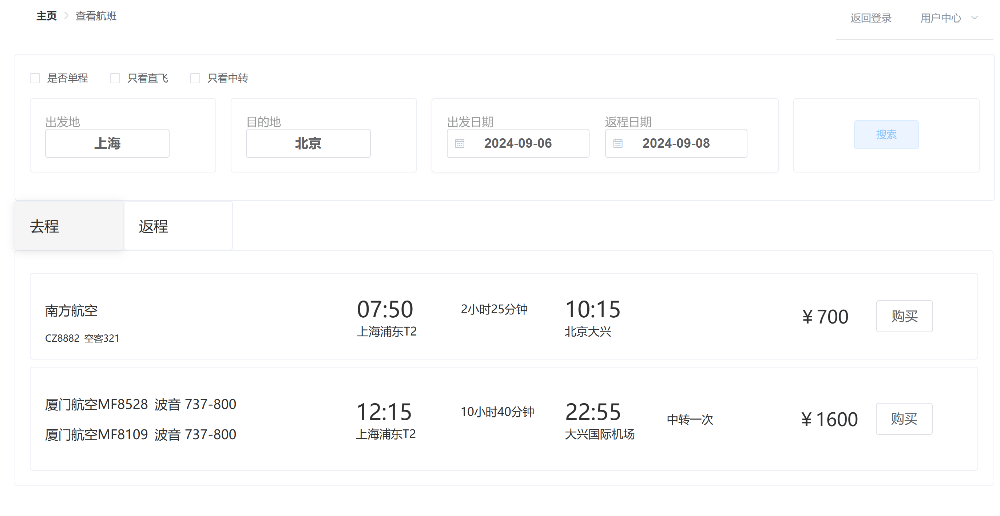 主页 > 查看航班
返回登录 用户中心
是否单程 只看直飞 只看中转
出发地 目的地 出发日期 返程日期
上海 北京 2024-09-06 2024-09-08 搜索
去程 返程
南方航空 07:50 2小时25分钟 10:15 ¥700 购买
CZ8882 空客321 上海浦东T2 北京大兴
厦门航空MF8528 波音 737-800 12:15 10小时40分钟 22:55 中转一次 ¥1600 购买
厦门航空MF8109 波音 737-800 上海浦东T2 大兴国际机场